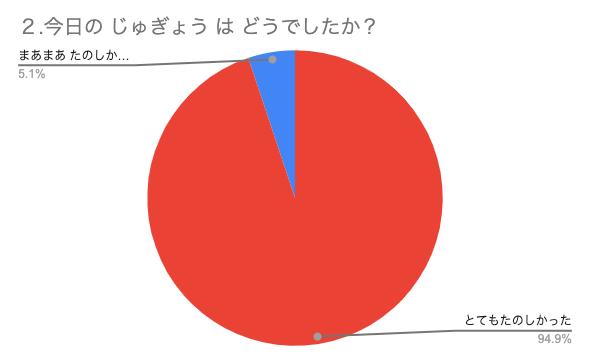 ２.今日の じゅぎょう は どうでしたか？
まあまあ たのしか…
5.1%
とてもたのしかった
94.9%